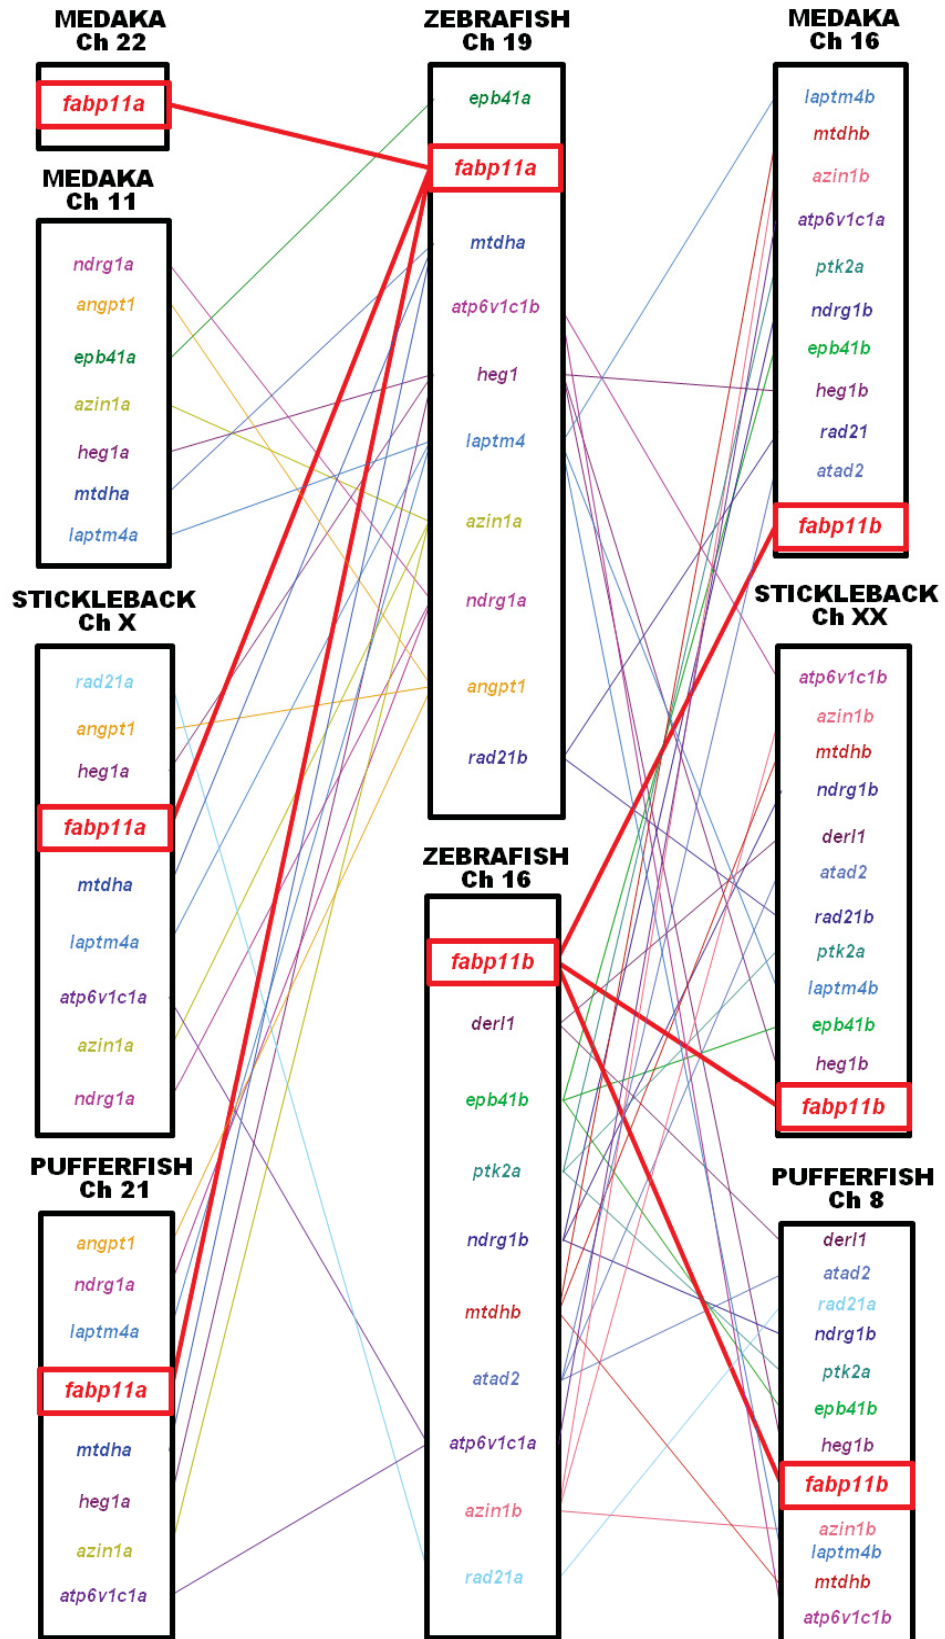 MEDAKA
Ch 22
fabp11a
MEDAKA
Ch 11
ndrg1a
angpt1
epb41a
azin1a
heg1a
mtdha
laptm4a
STICKLEBACK
Ch X
rad21a
angpt1
heg1a
fabp11a
mtdha
laptm4a
atp6v1c1a
azin1a
ndrg1a
PUFFERFISH
Ch 21
angpt1
ndrg1a
laptm4a
fabp11a
mtdha
heg1a
azin1a
atp6v1c1a
ZEBRAFISH
Ch 19
epb41a
fabp11a
mtdha
atp6v1c1b
heg1
laptm4
azin1a
ndrg1a
angpt1
rad21b
ZEBRAFISH
Ch 16
fabp11b
derl1
epb41b
ptk2a
ndrg1b
mtdhb
atad2
atp6v1c1a
azin1b
rad21a
MEDAKA
Ch 16
laptm4b
mtdhb
azin1b
atp6v1c1a
ptk2a
ndrg1b
epb41b
heg1b
rad21
atad2
fabp11b
STICKLEBACK
Ch XX
atp6v1c1b
azin1b
mtdhb
ndrg1b
derl1
atad2
rad21b
ptk2a
laptm4b
epb41b
heg1b
fabp11b
PUFFERFISH
Ch 8
derl1
atad2
rad21a
ndrg1b
ptk2a
epb41b
heg1b
fabp11b
azin1b
laptm4b
mtdhb
atp6v1c1b